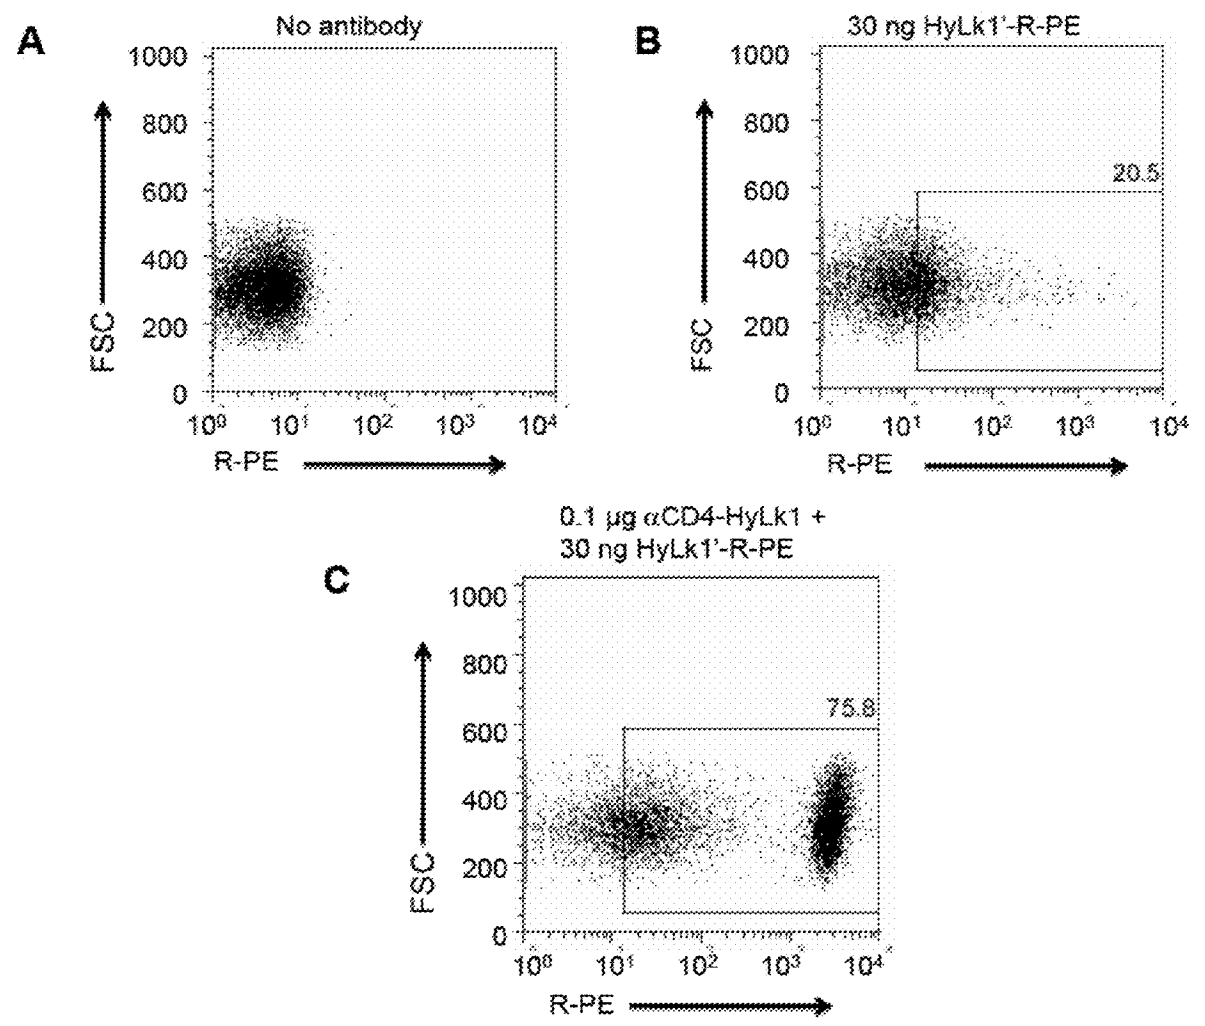 A
No antibody
1000
800
600
400
200
0
FSC
10⁰ 10¹ 10² 10³ 10⁴
R-PE
B
30 ng HyLk1'-R-PE
1000
800
600
400
200
0
20.5
FSC
10⁰ 10¹ 10² 10³ 10⁴
R-PE
C
0.1 µg αCD4-HyLk1 +
30 ng HyLk1'-R-PE
1000
800
600
400
200
0
75.8
FSC
10⁰ 10¹ 10² 10³ 10⁴
R-PE